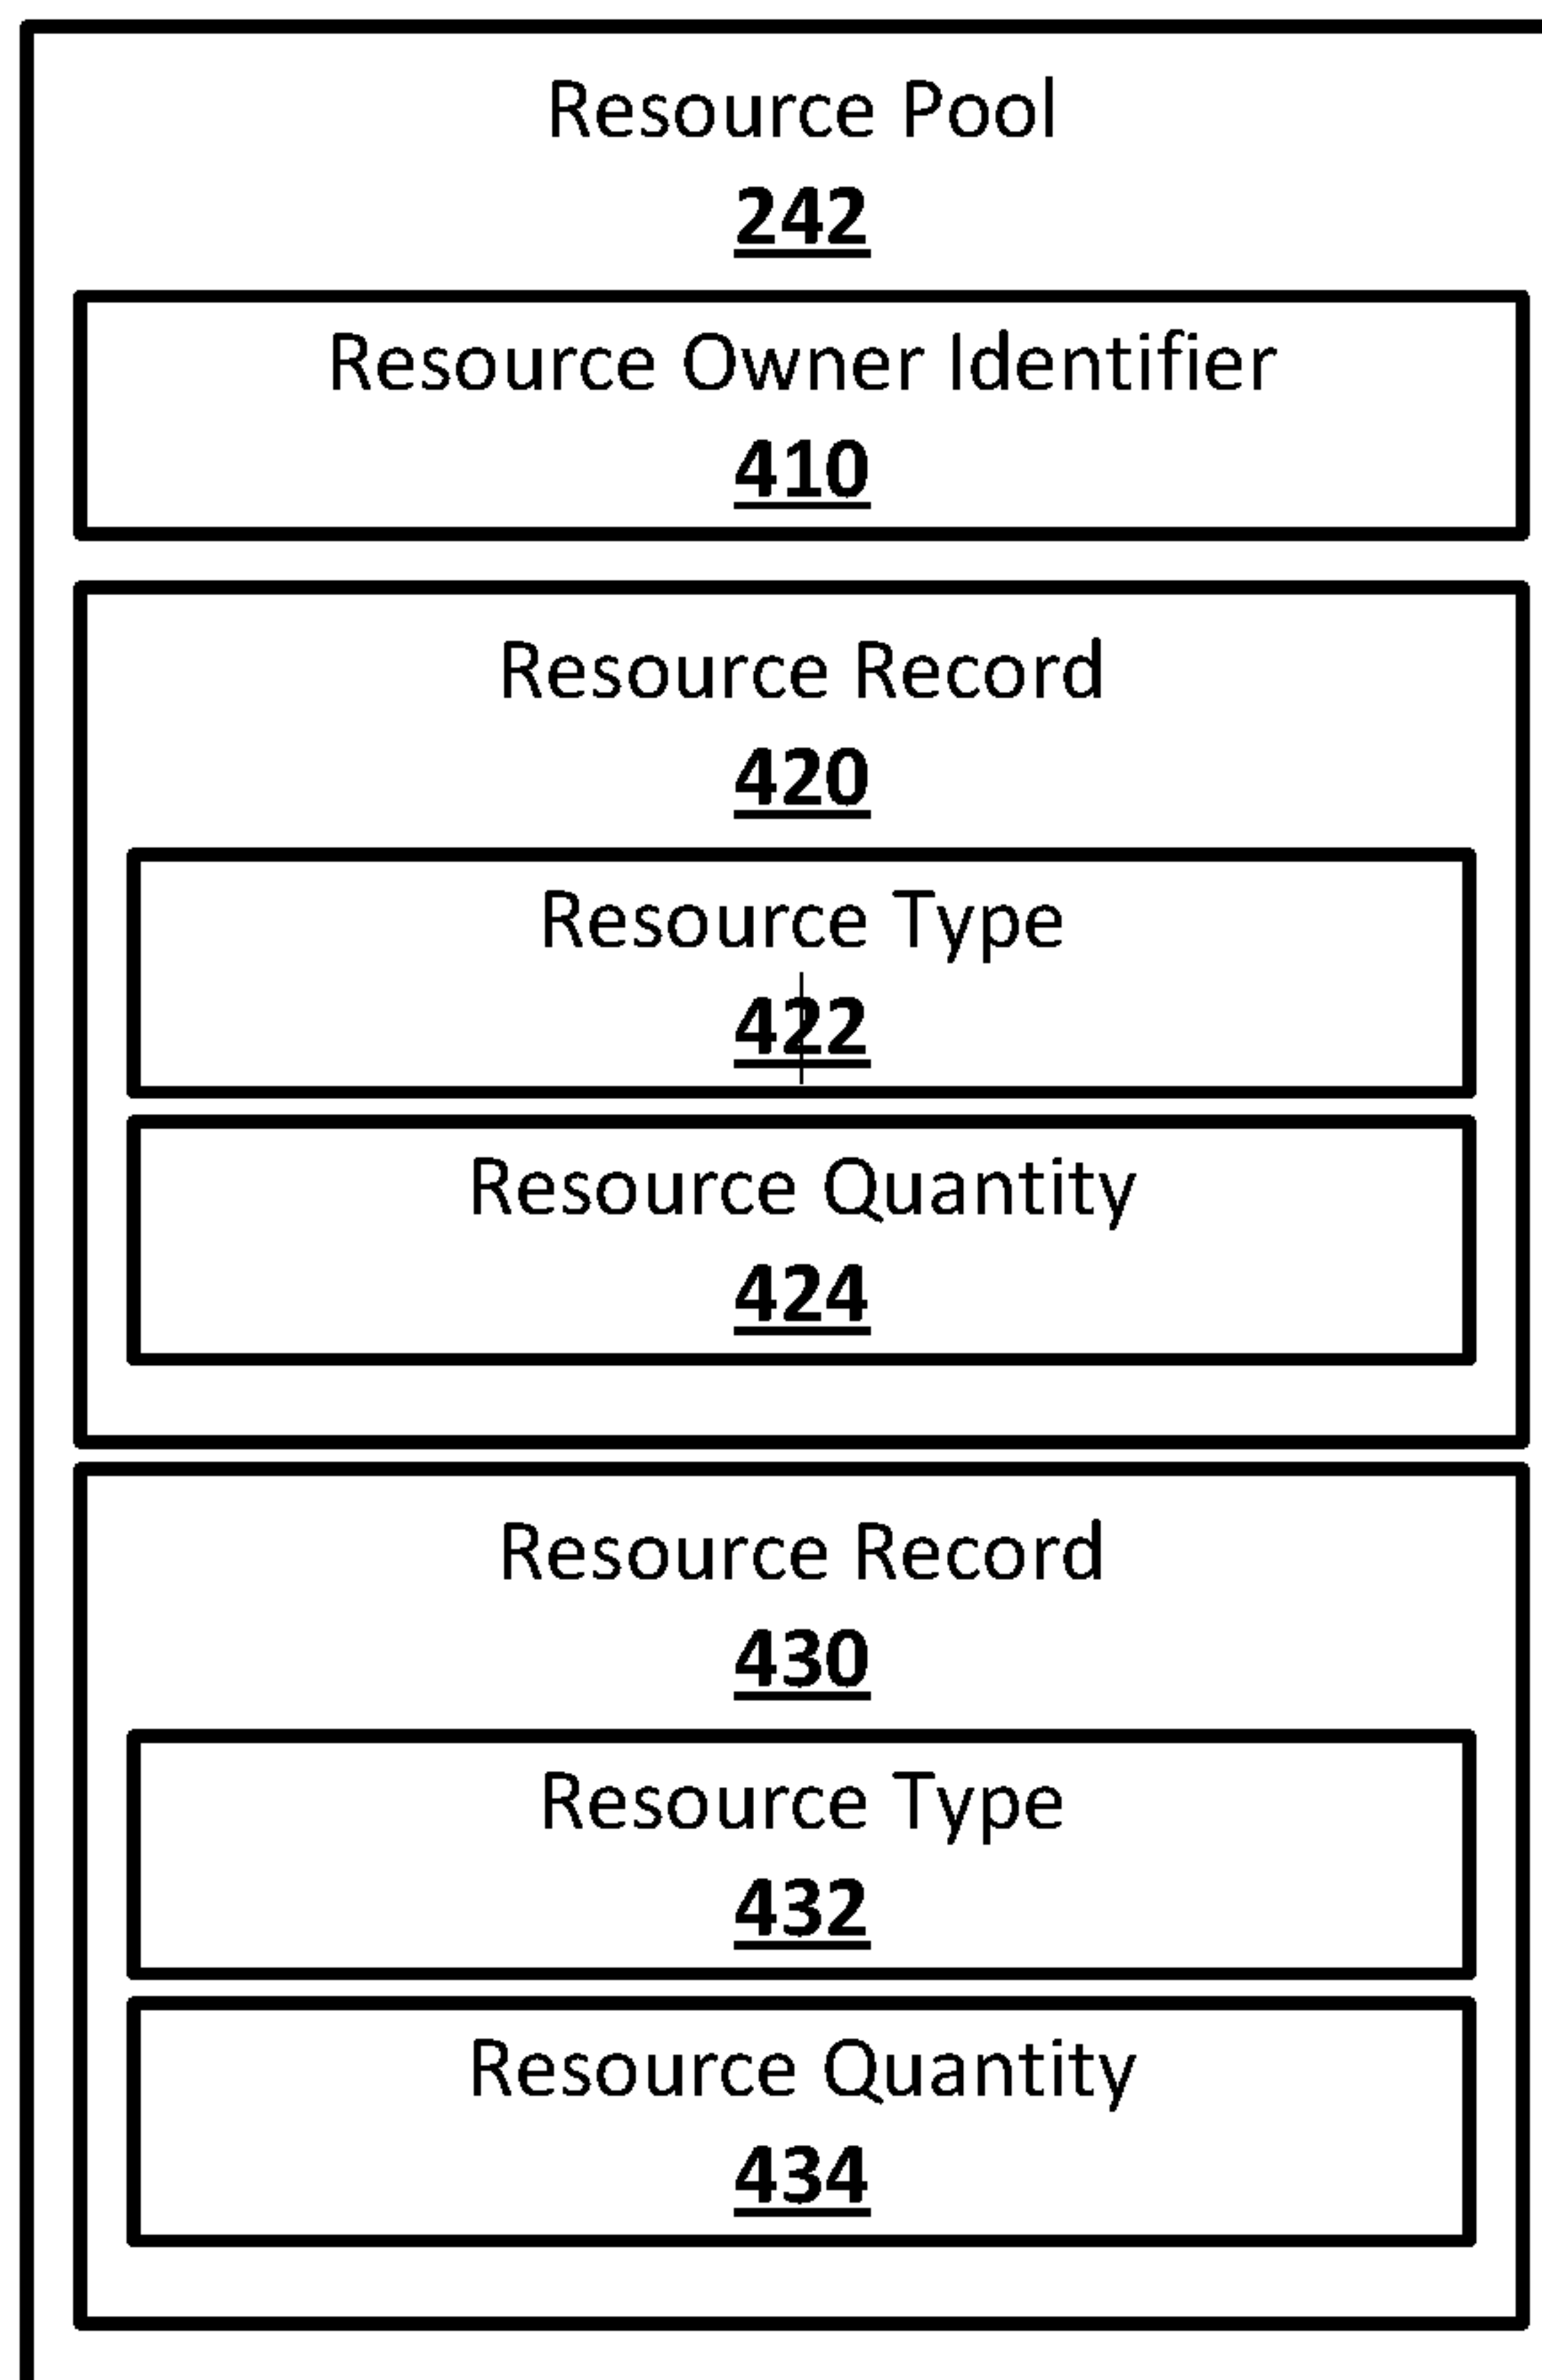 Resource Pool
242
Resource Owner Identifier
410
Resource Record
420
Resource Type
422
Resource Quantity
424
Resource Record
430
Resource Type
432
Resource Quantity
434